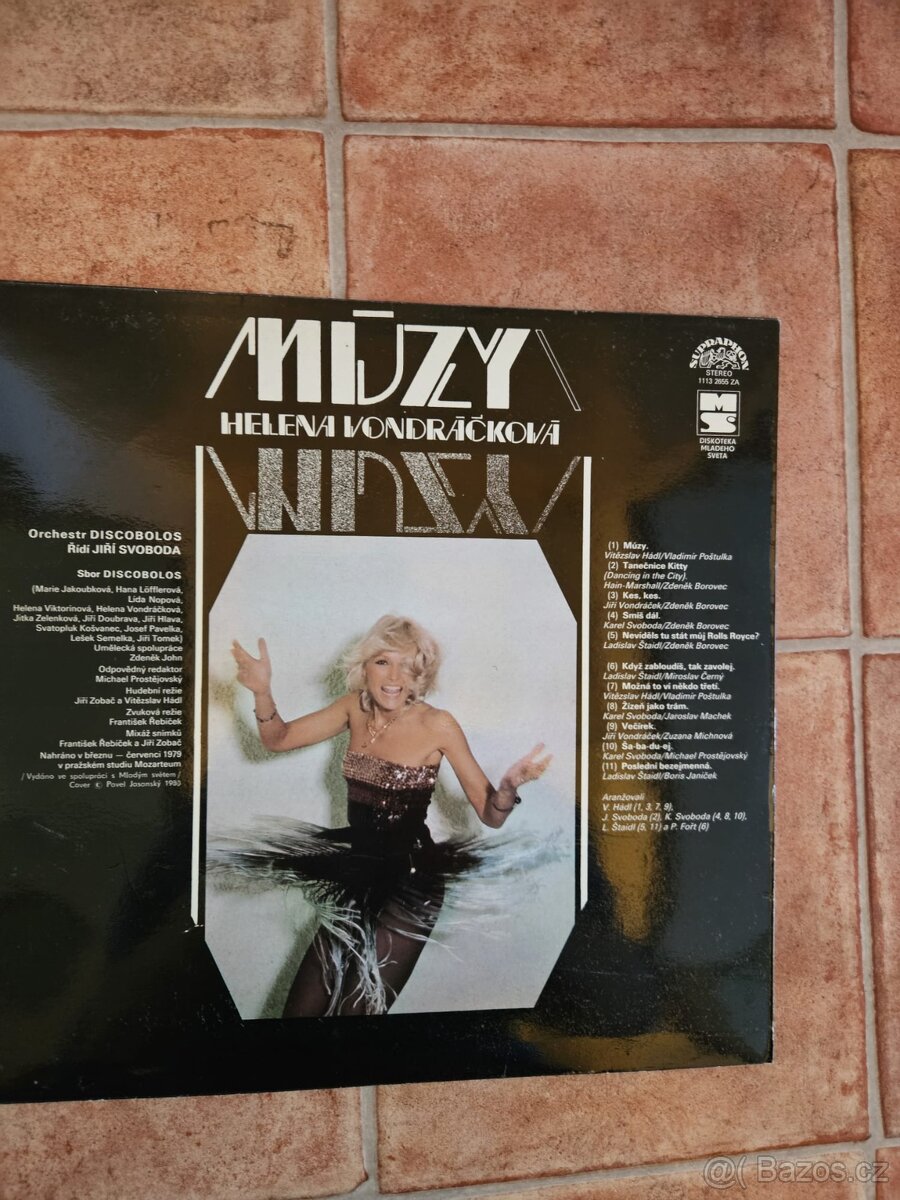 MÚZY
HELENA VONDRÁČKOVÁ
MÚZY
SUPRAPHON
STEREO
1113 2655 ZA
MS
DISKOTÉKA
MLADÉHO
SVĚTA
Orchestr DISCOBOLOS
Řídí JIŘÍ SVOBODA
Sbor DISCOBOLOS
(Marie Jakoubková, Hana Löfflerová,
Lída Nopová,
Helena Viktorinová, Helena Vondráčková,
Jitka Zelenková, Jiří Doubrava, Jiří Hlava,
Svatopluk Košvanec, Josef Pavelka,
Lešek Semelka, Jiří Tomek)
Umělecká spolupráce
Zdeněk John
Odpovědný redaktor
Michael Prostějovský
Hudební režie
Jiří Zobač a Vítězslav Hádl
Zvuková režie
František Řebíček
Mixáž snímků
František Řebíček a Jiří Zobač
Nahráno v březnu — červenci 1979
v pražském studiu Mozarteum
/Vydáno ve spolupráci s Mladým světem/
Cover © Pavel Jasanský 1980
(1) Múzy.
Vítězslav Hádl/Vladimír Poštulka
(2) Tanečnice Kitty
(Dancing in the City).
Hain-Marshall/Zdeněk Borovec
(3) Kes, kes.
Jiří Vondráček/Zdeněk Borovec
(4) Smíš dál.
Karel Svoboda/Zdeněk Borovec
(5) Neviděls tu stát můj Rolls Royce?
Ladislav Štaidl/Zdeněk Borovec
(6) Když zabloudíš, tak zavolej.
Ladislav Štaidl/Miroslav Černý
(7) Možná to ví někdo třetí.
Vítězslav Hádl/Vladimír Poštulka
(8) Žízeň jako trám.
Karel Svoboda/Jaroslav Machek
(9) Večírek.
Jiří Vondráček/Zuzana Michnová
(10) Ša-ba-du-ej.
Karel Svoboda/Michael Prostějovský
(11) Poslední bezejmenná.
Ladislav Štaidl/Boris Janíček
Aranžovali
V. Hádl (1, 3, 7, 9),
J. Svoboda (2), K. Svoboda (4, 8, 10),
L. Štaidl (5, 11) a P. Fořt (6)
@( Bazos.cz